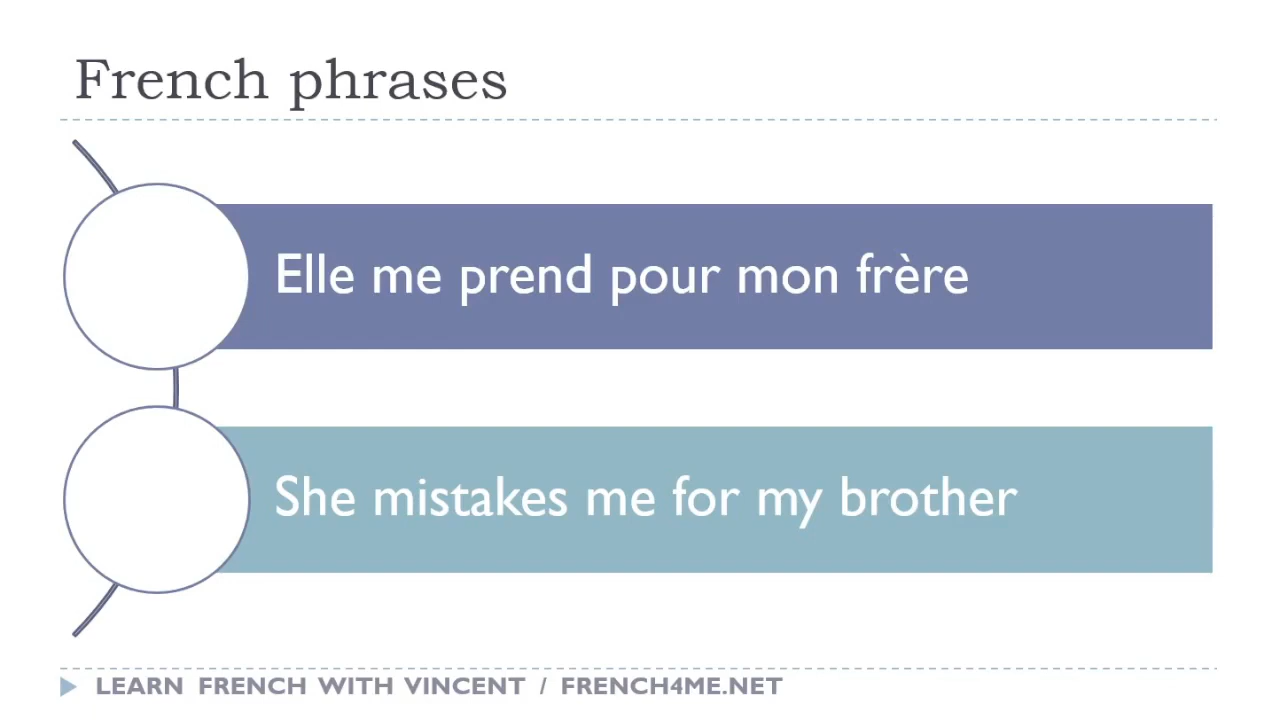 French phrases
Elle me prend pour mon frère
She mistakes me for my brother
LEARN FRENCH WITH VINCENT / FRENCH4ME.NET